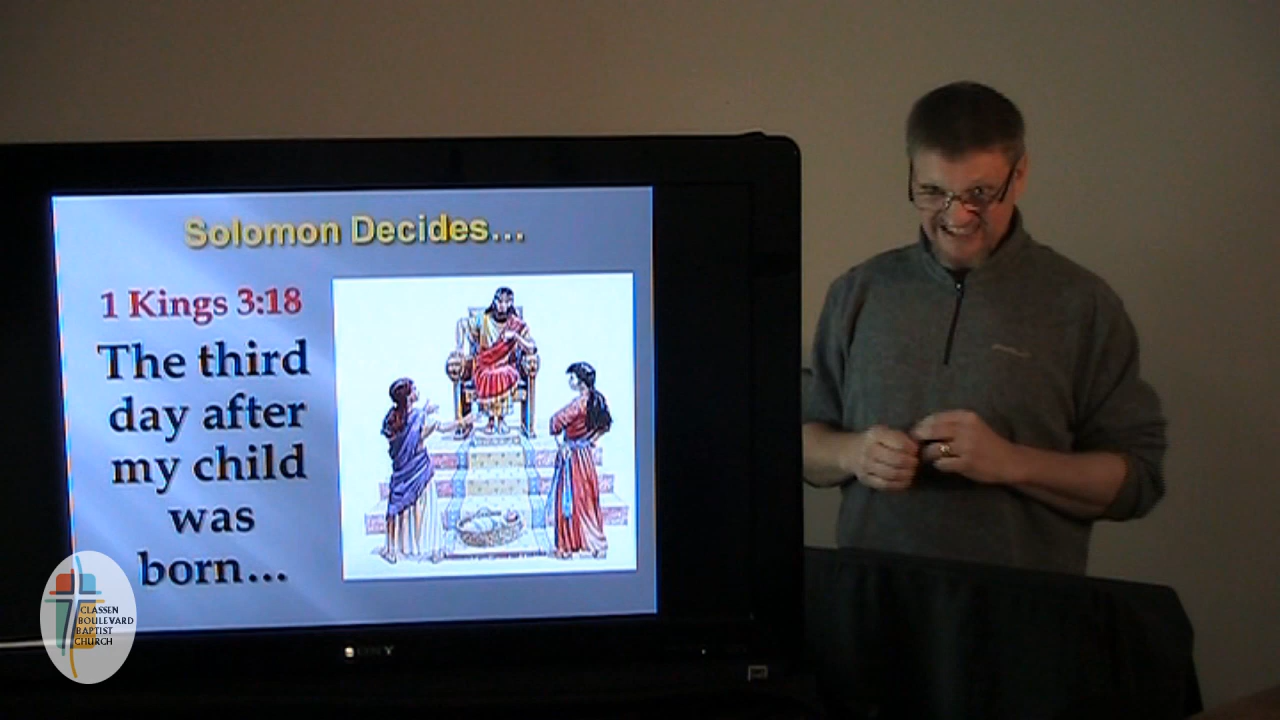 Solomon Decides...
1 Kings 3:18
The third
day after
my child
was
born...
CLASSEN
BOULEVARD
BAPTIST
CHURCH
SONY